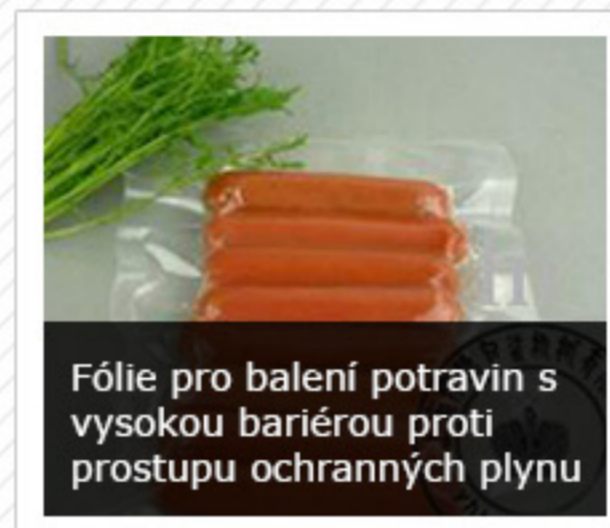 Fólie pro balení potravin s
vysokou bariérou proti
prostupu ochranných plynu